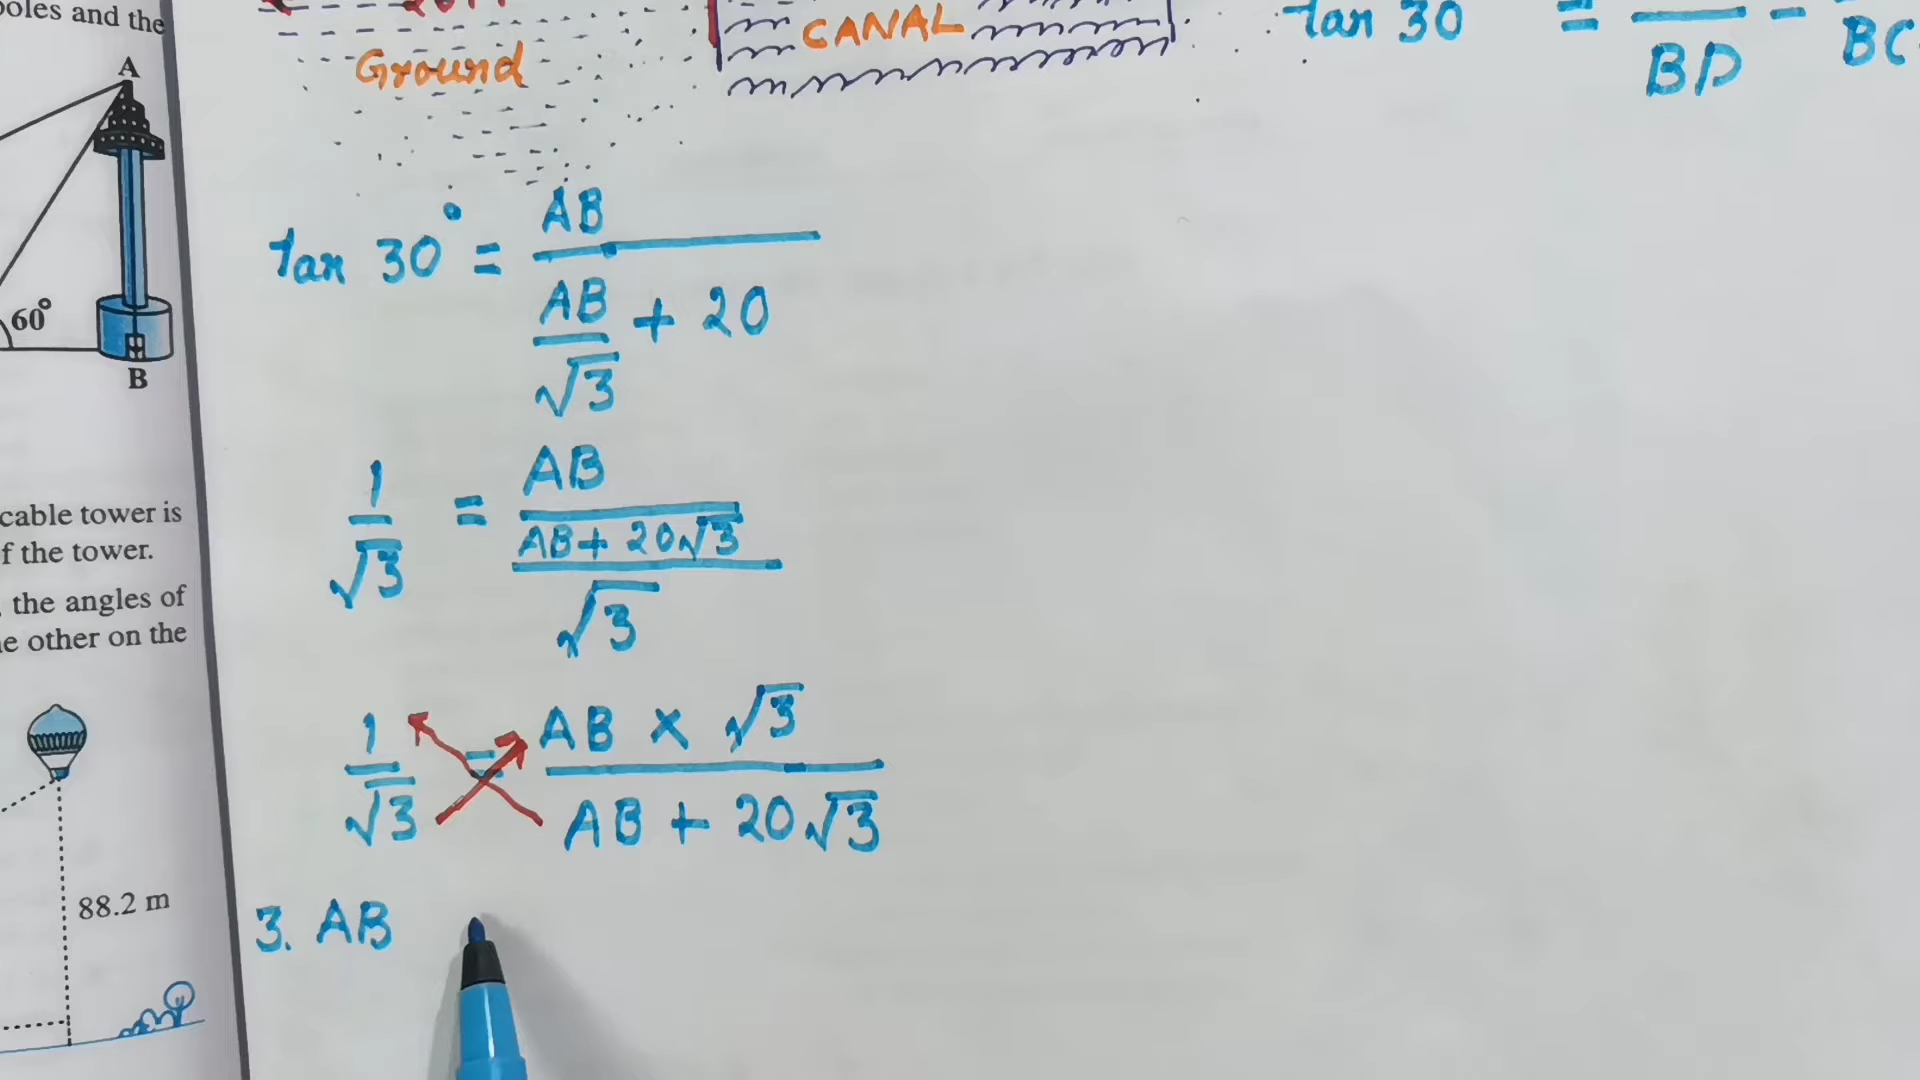 oles and the
A
60°
B
cable tower is
f the tower.
the angles of
e other on the
88.2 m
Ground
CANAL
tan 30 = ― BD - BC
tan 30° = AB / (AB/√3 + 20)
1/√3 = AB / ((AB + 20√3)/√3)
1/√3 = (AB × √3) / (AB + 20√3)
3. AB